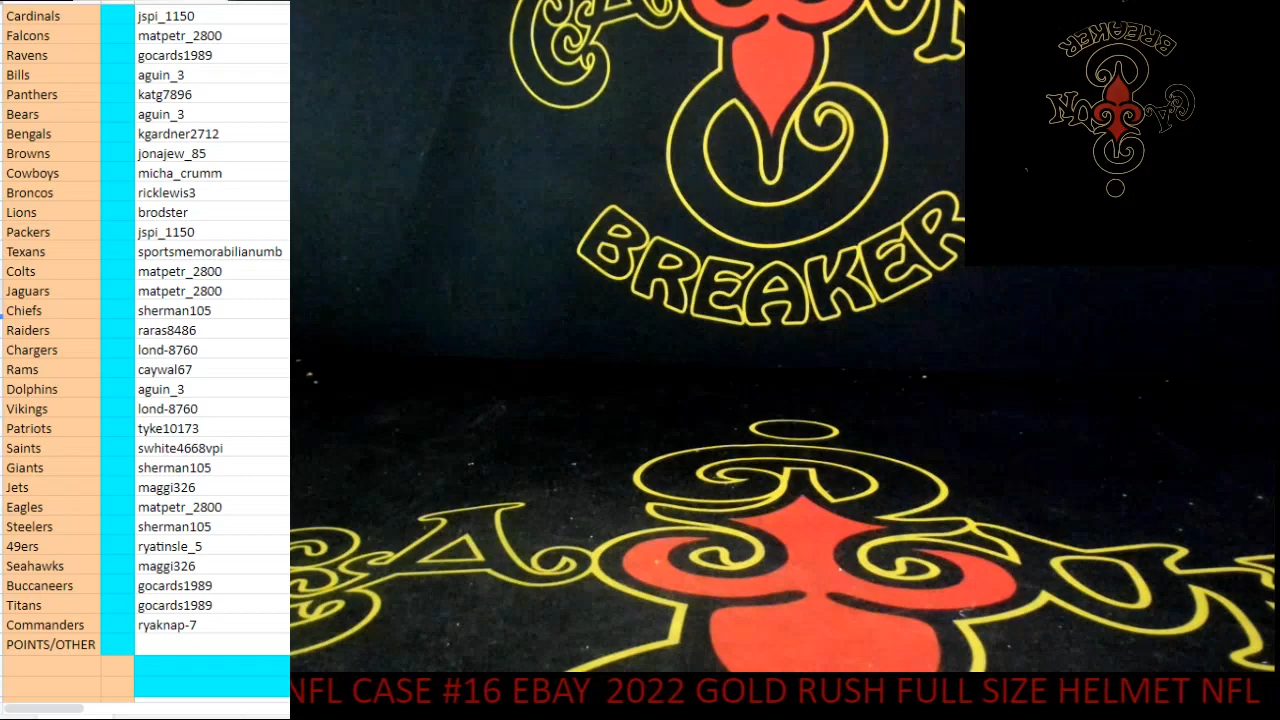 Cardinals jspi_1150
Falcons matpetr_2800
Ravens gocards1989
Bills aguin_3
Panthers katg7896
Bears aguin_3
Bengals kgardner2712
Browns jonajew_85
Cowboys micha_crumm
Broncos ricklewis3
Lions brodster
Packers jspi_1150
Texans sportsmemorabilianumb
Colts matpetr_2800
Jaguars matpetr_2800
Chiefs sherman105
Raiders raras8486
Chargers lond-8760
Rams caywal67
Dolphins aguin_3
Vikings lond-8760
Patriots tyke10173
Saints swhite4668vpi
Giants sherman105
Jets maggi326
Eagles matpetr_2800
Steelers sherman105
49ers ryatinsle_5
Seahawks maggi326
Buccaneers gocards1989
Titans gocards1989
Commanders ryaknap-7
POINTS/OTHER
BREAKER
BREAKER
NFL CASE #16 EBAY 2022 GOLD RUSH FULL SIZE HELMET NFL